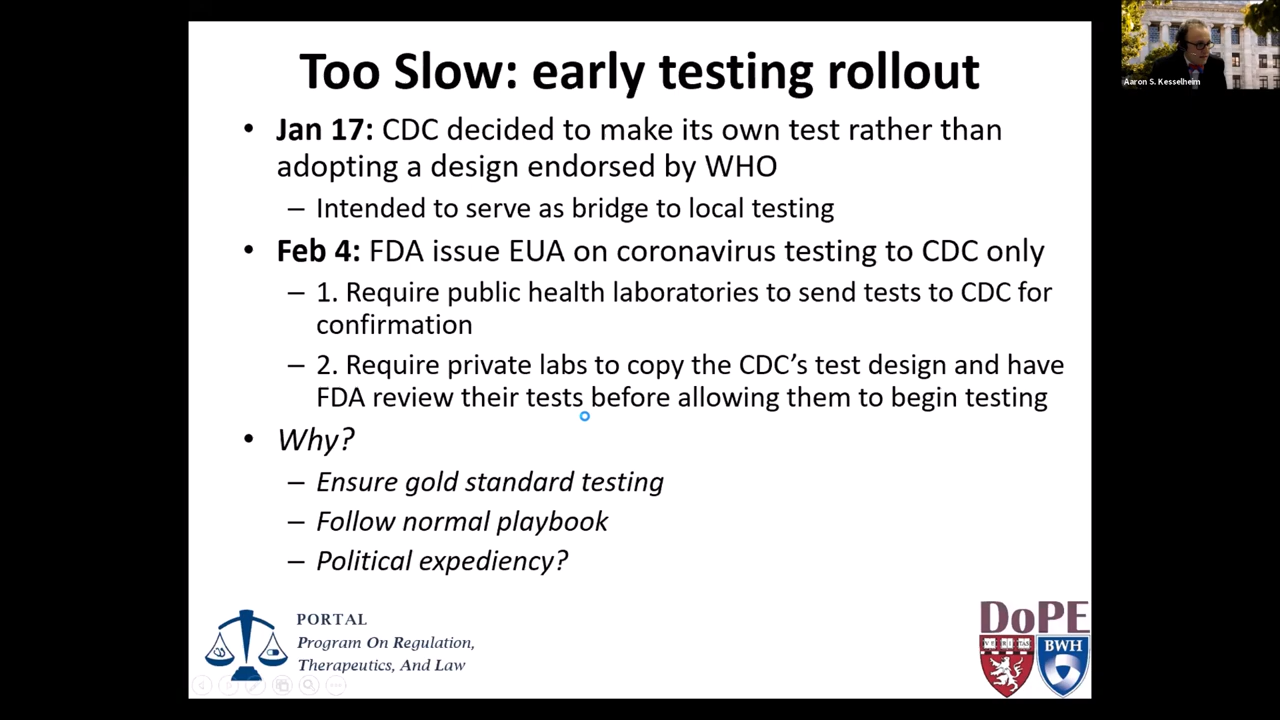 Too Slow: early testing rollout
• Jan 17: CDC decided to make its own test rather than
adopting a design endorsed by WHO
– Intended to serve as bridge to local testing
• Feb 4: FDA issue EUA on coronavirus testing to CDC only
– 1. Require public health laboratories to send tests to CDC for
confirmation
– 2. Require private labs to copy the CDC’s test design and have
FDA review their tests before allowing them to begin testing
• Why?
– Ensure gold standard testing
– Follow normal playbook
– Political expediency?
PORTAL
Program On Regulation,
Therapeutics, And Law
DoPE
VERITAS
BWH
Aaron S. Kesselheim